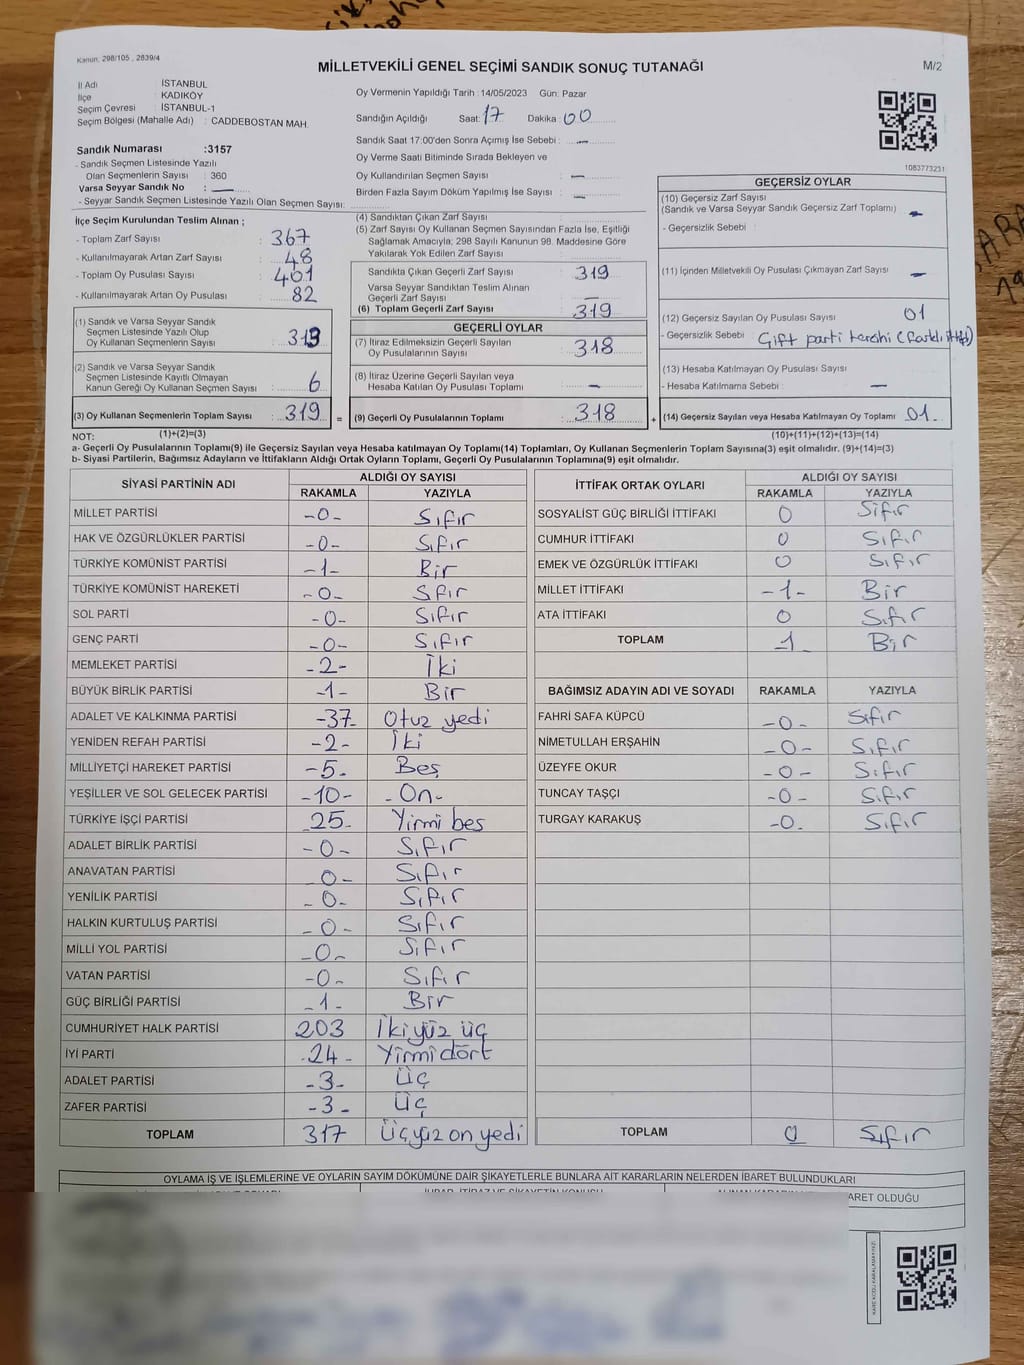 Kanun: 298/105 , 2839/4
MİLLETVEKİLİ GENEL SEÇİMİ SANDIK SONUÇ TUTANAĞI
M/2
İl Adı : İSTANBUL
İlçe : KADIKÖY
Seçim Çevresi : İSTANBUL-1
Seçim Bölgesi (Mahalle Adı) : CADDEBOSTAN MAH.
Oy Vermenin Yapıldığı Tarih :14/05/2023 Gün: Pazar
Sandığın Açıldığı Saat: 17 Dakika: 00
Sandık Saat 17:00'den Sonra Açımış İse Sebebi : -
Oy Verme Saati Bitiminde Sırada Bekleyen ve
Oy Kullandırılan Seçmen Sayısı : -
Birden Fazla Sayım Döküm Yapılmış İse Sayısı : -
1083773231
Sandık Numarası :3157
- Sandık Seçmen Listesinde Yazılı
Olan Seçmenlerin Sayısı : 360
Varsa Seyyar Sandık No : -
- Seyyar Sandık Seçmen Listesinde Yazılı Olan Seçmen Sayısı:
İlçe Seçim Kurulundan Teslim Alınan ;
- Toplam Zarf Sayısı : 367
- Kullanılmayarak Artan Zarf Sayısı : 48
- Toplam Oy Pusulası Sayısı : 401
- Kullanılmayarak Artan Oy Pusulası : 82
(1) Sandık ve Varsa Seyyar Sandık
Seçmen Listesinde Yazılı Olup
Oy Kullanan Seçmenlerin Sayısı : 313
(2) Sandık ve Varsa Seyyar Sandık
Seçmen Listesinde Kayıtlı Olmayan
Kanun Gereği Oy Kullanan Seçmen Sayısı : 6
(3) Oy Kullanan Seçmenlerin Toplam Sayısı : 319 =
(1)+(2)=(3)
(4) Sandıktan Çıkan Zarf Sayısı :
(5) Zarf Sayısı Oy Kullanan Seçmen Sayısından Fazla İse, Eşitliği
Sağlamak Amacıyla, 298 Sayılı Kanunun 98. Maddesine Göre
Yakılarak Yok Edilen Zarf Sayısı :
Sandıkta Çıkan Geçerli Zarf Sayısı : 319
Varsa Seyyar Sandıktan Teslim Alınan
Geçerli Zarf Sayısı : -
(6) Toplam Geçerli Zarf Sayısı : 319
GEÇERLİ OYLAR
(7) İtiraz Edilmeksizin Geçerli Sayılan
Oy Pusulalarının Sayısı : 318
(8) İtiraz Üzerine Geçerli Sayılan veya
Hesaba Katılan Oy Pusulası Toplamı : -
(9) Geçerli Oy Pusulalarının Toplamı : 318 +
GEÇERSİZ OYLAR
(10) Geçersiz Zarf Sayısı
(Sandık ve Varsa Seyyar Sandık Geçersiz Zarf Toplamı) : -
- Geçersizlik Sebebi :
(11) İçinden Milletvekili Oy Pusulası Çıkmayan Zarf Sayısı : -
(12) Geçersiz Sayılan Oy Pusulası Sayısı : 01
- Geçersizlik Sebebi : Çift parti tercihi (farklı ittif)
(13) Hesaba Katılmayan Oy Pusulası Sayısı :
- Hesaba Katılmama Sebebi : -
(14) Geçersiz Sayılan veya Hesaba Katılmayan Oy Toplamı : 01
(10)+(11)+(12)+(13)=(14)
NOT:
a- Geçerli Oy Pusulalarının Toplamı(9) ile Geçersiz Sayılan veya Hesaba katılmayan Oy Toplamı(14) Toplamları, Oy Kullanan Seçmenlerin Toplam Sayısına(3) eşit olmalıdır. (9)+(14)=(3)
b- Siyasi Partilerin, Bağımsız Adayların ve İttifakların Aldığı Ortak Oyların Toplamı, Geçerli Oy Pusulalarının Toplamına(9) eşit olmalıdır.
SİYASİ PARTİNİN ADI ALDIĞI OY SAYISI
RAKAMLA YAZIYLA
MİLLET PARTİSİ -0- Sıfır
HAK VE ÖZGÜRLÜKLER PARTİSİ -0- Sıfır
TÜRKİYE KOMÜNİST PARTİSİ -1- Bir
TÜRKİYE KOMÜNİST HAREKETİ -0- Sfır
SOL PARTİ -0- Sıfır
GENÇ PARTİ -0- Sıfır
MEMLEKET PARTİSİ -2- İki
BÜYÜK BİRLİK PARTİSİ -1- Bir
ADALET VE KALKINMA PARTİSİ -37- Otuz yedi
YENİDEN REFAH PARTİSİ -2- İki
MİLLİYETÇİ HAREKET PARTİSİ -5- Beş
YEŞİLLER VE SOL GELECEK PARTİSİ -10- -On-
TÜRKİYE İŞÇİ PARTİSİ 25- Yirmi beş
ADALET BİRLİK PARTİSİ -0- Sıfır
ANAVATAN PARTİSİ -0- Sıfır
YENİLİK PARTİSİ -0- Sıfır
HALKIN KURTULUŞ PARTİSİ -0- Sıfır
MİLLİ YOL PARTİSİ -0- Sıfır
VATAN PARTİSİ -0- Sıfır
GÜÇ BİRLİĞİ PARTİSİ -1- Bir
CUMHURİYET HALK PARTİSİ 203 İkiyüz üç
İYİ PARTİ -24- Yirmi dört
ADALET PARTİSİ -3- Üç
ZAFER PARTİSİ -3- Üç
TOPLAM 317 Üçyüz on yedi
İTTİFAK ORTAK OYLARI ALDIĞI OY SAYISI
RAKAMLA YAZIYLA
SOSYALİST GÜÇ BİRLİĞİ İTTİFAKI 0 Sıfır
CUMHUR İTTİFAKI 0 Sıfır
EMEK VE ÖZGÜRLÜK İTTİFAKI 0 Sıfır
MİLLET İTTİFAKI -1- Bir
ATA İTTİFAKI 0 Sıfır
TOPLAM 1 Bir
BAĞIMSIZ ADAYIN ADI VE SOYADI RAKAMLA YAZIYLA
FAHRİ SAFA KÜPCÜ -0- Sıfır
NİMETULLAH ERŞAHİN -0- Sıfır
ÜZEYFE OKUR -0- Sıfır
TUNCAY TAŞÇI -0- Sıfır
TURGAY KARAKUŞ -0- Sıfır
TOPLAM 0 Sıfır
OYLAMA İŞ VE İŞLEMLERİNE VE OYLARIN SAYIM DÖKÜMÜNE DAİR ŞİKAYETLERLE BUNLARA AİT KARARLARIN NELERDEN İBARET BULUNDUKLARI
ARET OLDUĞU